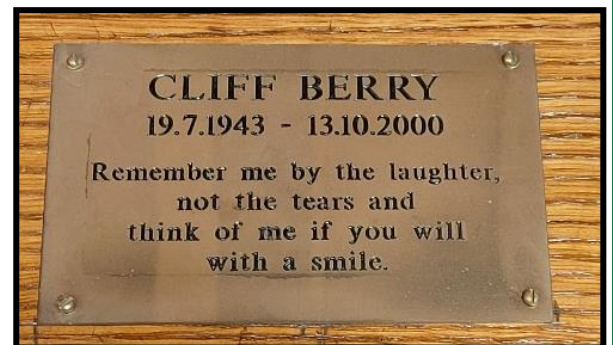 CLIFF BERRY
19.7.1943 - 13.10.2000
Remember me by the laughter,
not the tears and
think of me if you will
with a smile.